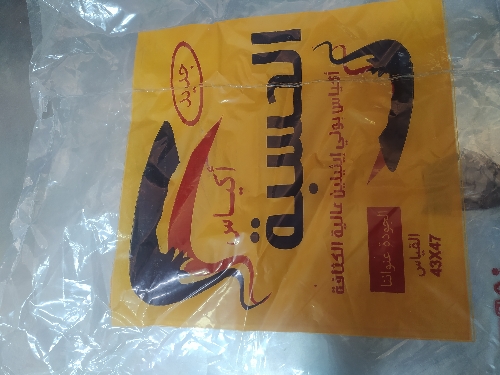 جديد
أكياس
الحسبة
أكياس بولي إيثيلين عالية الكثافة
الجودة عنواننا
القياس
43X47